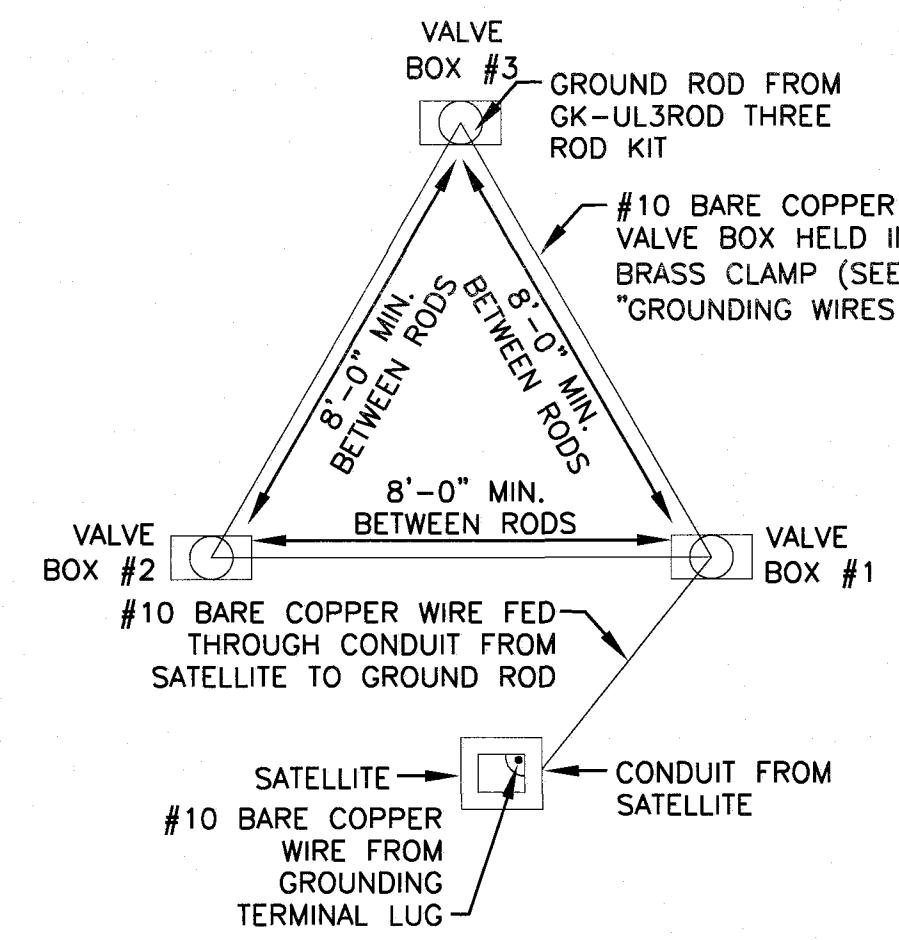 VALVE
BOX #3
GROUND ROD FROM
GK-UL3ROD THREE
ROD KIT
#10 BARE COPPER
VALVE BOX HELD
BRASS CLAMP (SEE
"GROUNDING WIRES
8'-0" MIN.
BETWEEN RODS
8'-0" MIN.
BETWEEN RODS
8'-0" MIN.
BETWEEN RODS
VALVE
BOX #2
VALVE
BOX #1
#10 BARE COPPER WIRE FED
THROUGH CONDUIT FROM
SATELLITE TO GROUND ROD
SATELLITE
CONDUIT FROM
SATELLITE
#10 BARE COPPER
WIRE FROM
GROUNDING
TERMINAL LUG